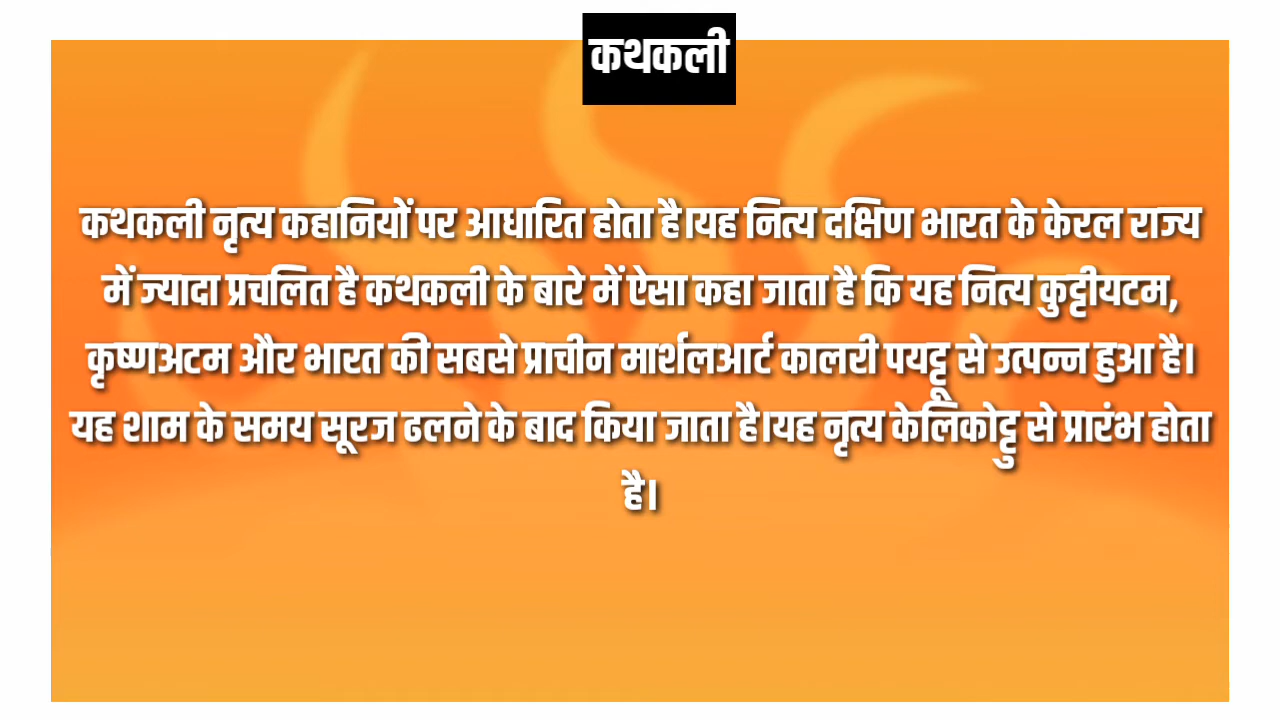 कथकली
कथकली नृत्य कहानियों पर आधारित होता है।यह नित्य दक्षिण भारत के केरल राज्य
में ज्यादा प्रचलित है कथकली के बारे में ऐसा कहा जाता है कि यह नित्य कुट्टीयटम,
कृष्णअटम और भारत की सबसे प्राचीन मार्शलआर्ट कालरी पयट्टू से उत्पन्न हुआ है।
यह शाम के समय सूरज ढलने के बाद किया जाता है।यह नृत्य केलिकोट्टु से प्रारंभ होता
है।